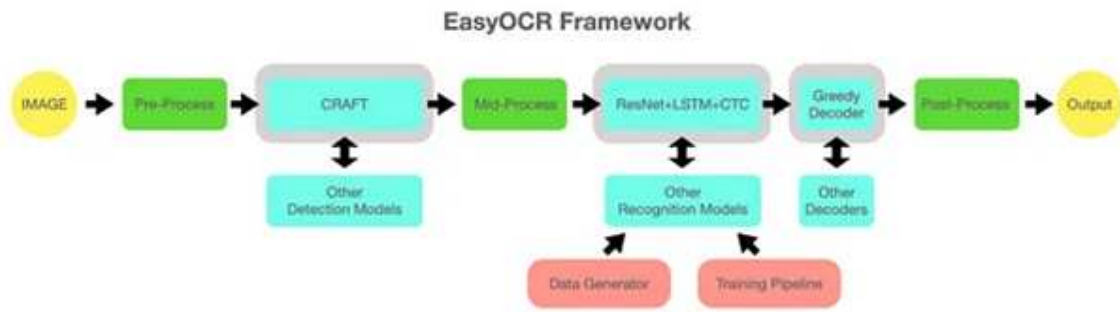 EasyOCR Framework
IMAGE
Pre-Process
CRAFT
Mid-Process
ResNet+LSTM+CTC
Greedy
Decoder
Post-Process
Output
Other
Detection Models
Other
Recognition Models
Other
Decoders
Data Generator
Training Pipeline